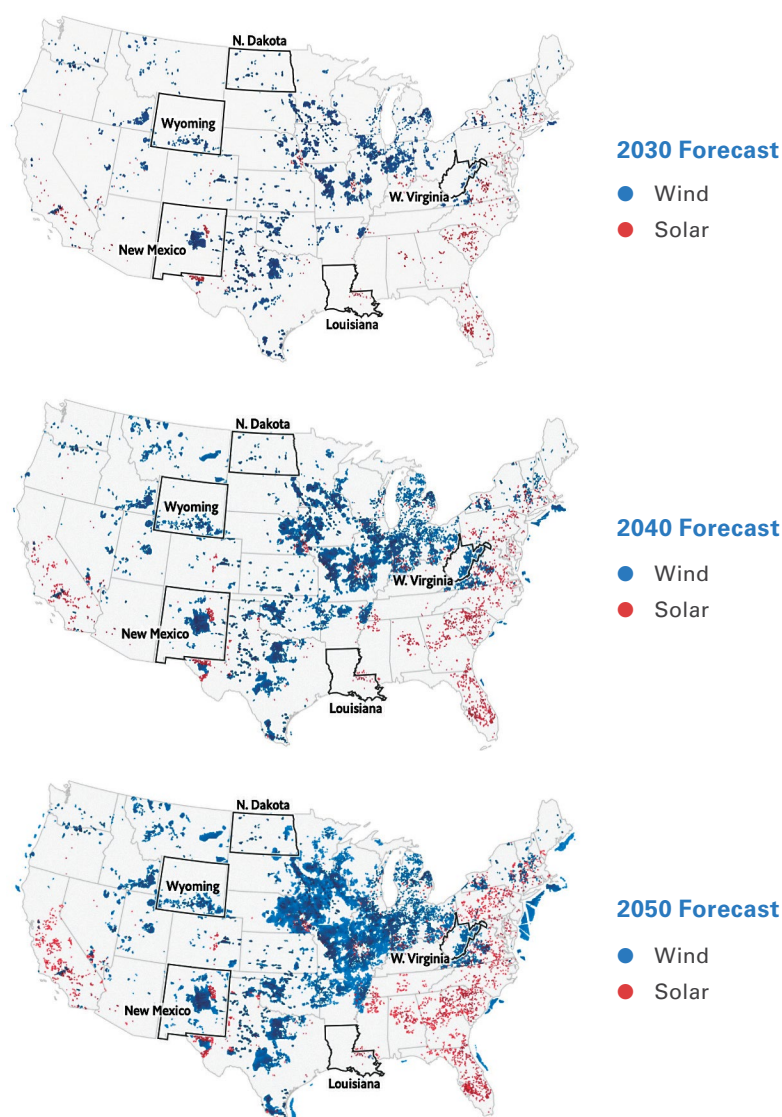 N. Dakota
Wyoming
W. Virginia
New Mexico
Louisiana
2030 Forecast
Wind
Solar
N. Dakota
Wyoming
W. Virginia
New Mexico
Louisiana
2040 Forecast
Wind
Solar
N. Dakota
Wyoming
W. Virginia
New Mexico
Louisiana
2050 Forecast
Wind
Solar